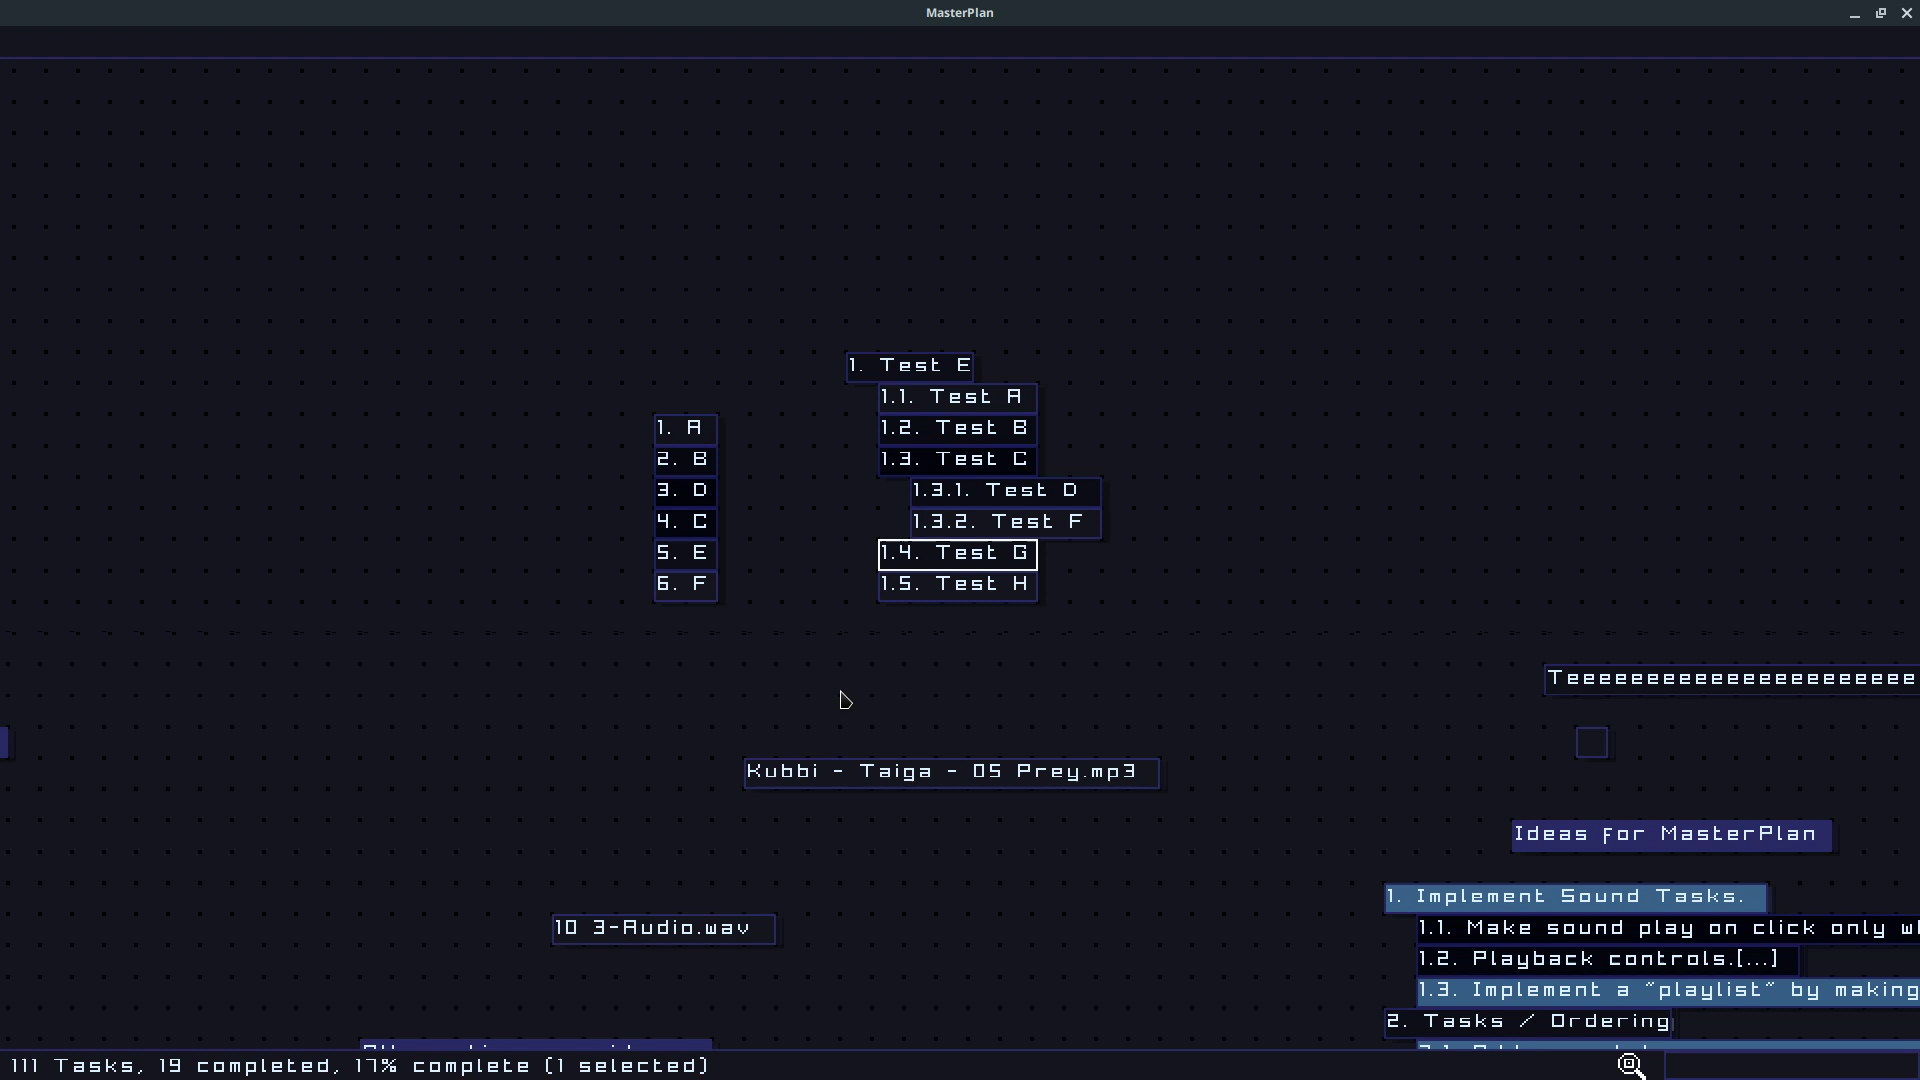 MasterPlan
1. Test E
1.1. Test A
1.2. Test B
1.3. Test C
1.3.1. Test D
1.3.2. Test F
1.4. Test G
1.5. Test H
1. A
2. B
3. D
4. C
5. E
6. F
Teeeeeeeeeeeeeeeeeeeeee
Kubbi - Taiga - 05 Prey.mp3
Ideas for MasterPlan
10 3-Audio.wav
1. Implement Sound Tasks.
1.1. Make sound play on click only wh
1.2. Playback controls.[...]
1.3. Implement a "playlist" by making
2. Tasks / Ordering
111 Tasks, 19 completed, 17% complete (1 selected)